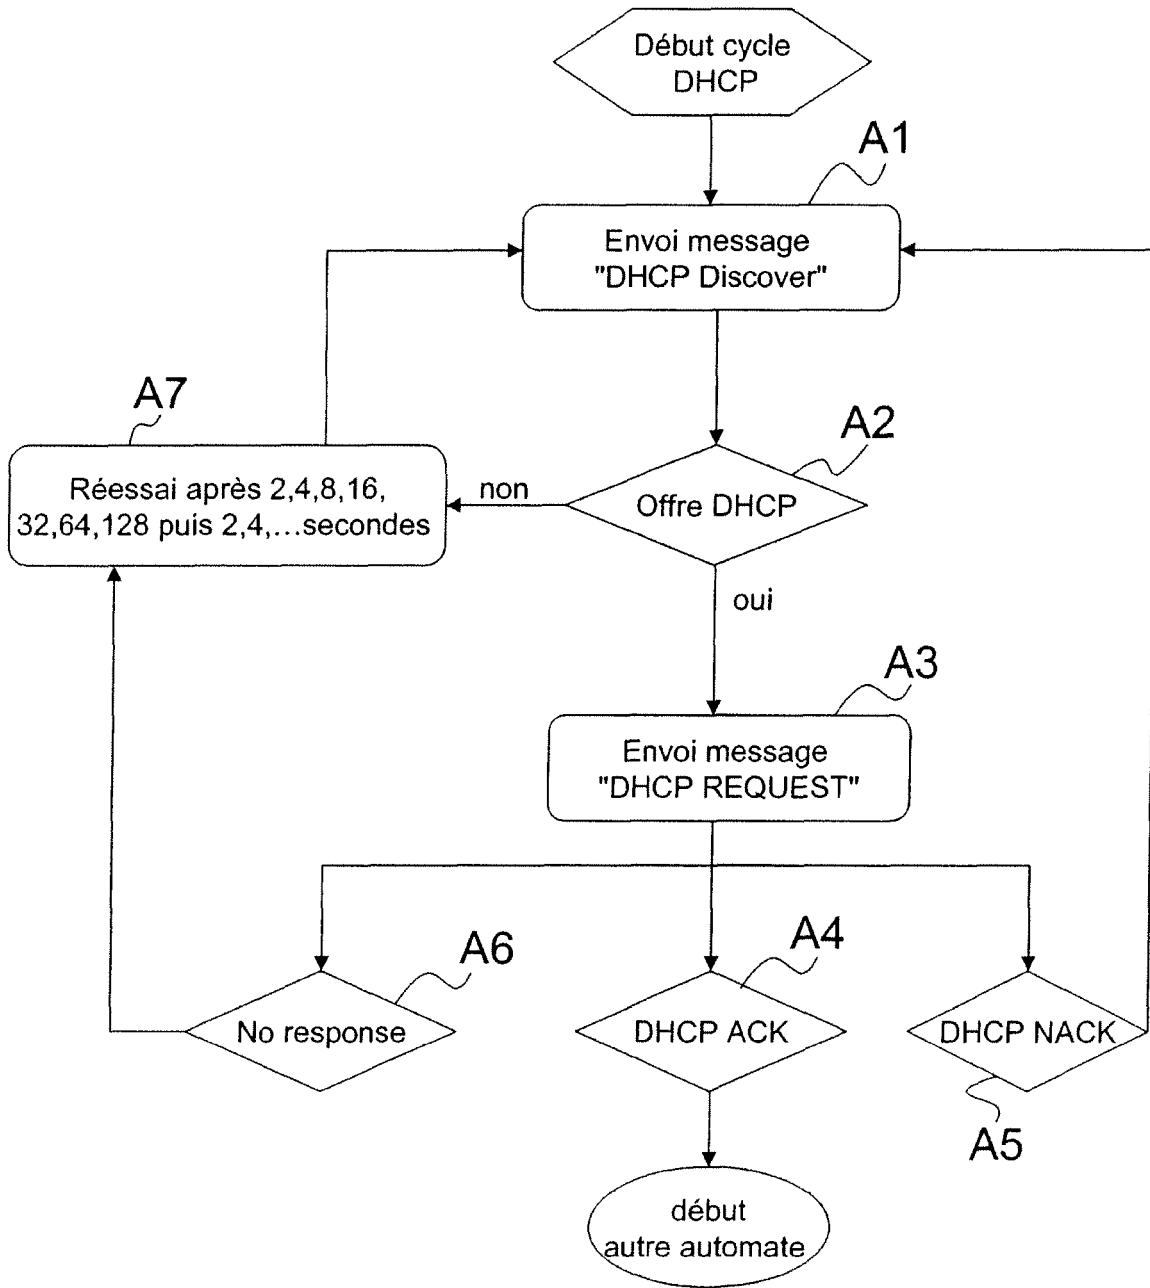 Début cycle
DHCP
A1
Envoi message
"DHCP Discover"
A7
Réessai après 2,4,8,16,
32,64,128 puis 2,4,...secondes
non
A2
Offre DHCP
oui
A3
Envoi message
"DHCP REQUEST"
A6
No response
A4
DHCP ACK
DHCP NACK
A5
début
autre automate